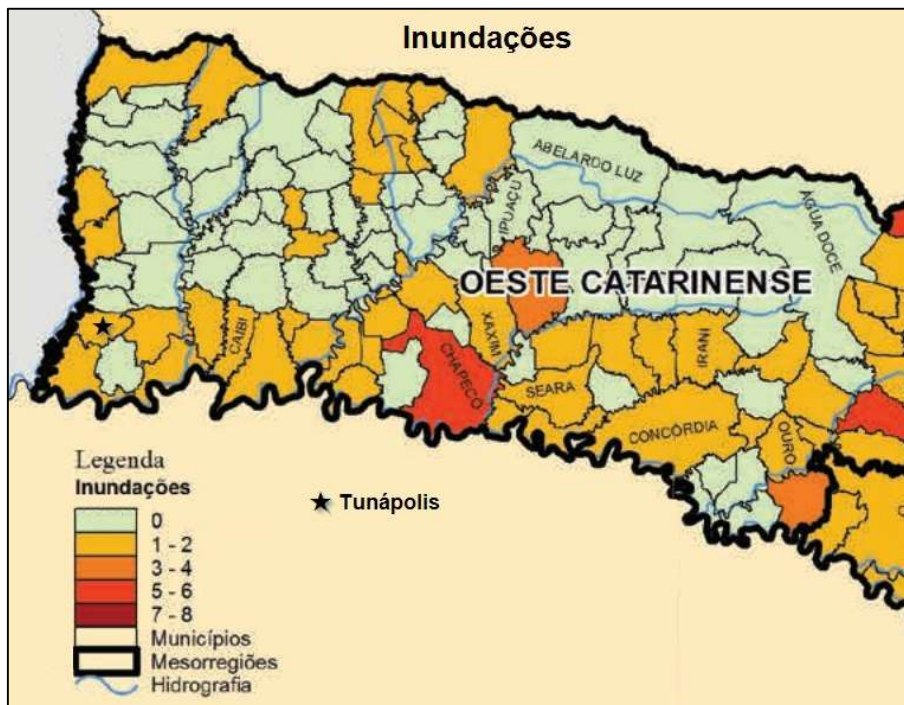 Inundações
ABELARDO LUZ
IPUAÇU
ÁGUA DOCE
OESTE CATARINENSE
CAIBI
XAXIM
IRANI
CHAPECÓ
SEARA
CONCÓRDIA
OURO
Legenda
Inundações
0
1 - 2
3 - 4
5 - 6
7 - 8
Municípios
Mesorregiões
Hidrografia
Tunápolis